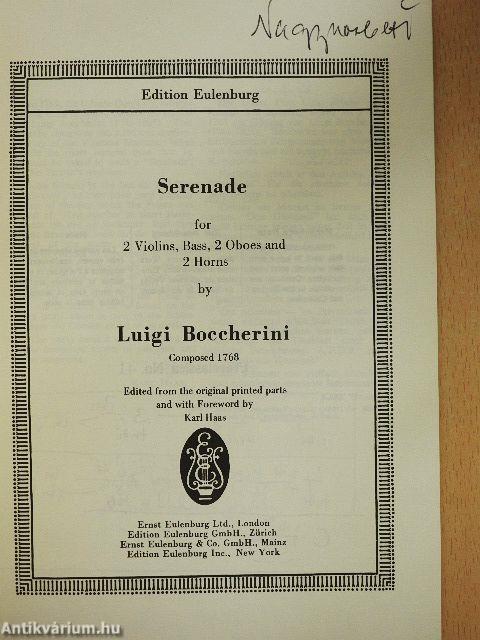 Edition Eulenburg
Serenade
for
2 Violins, Bass, 2 Oboes and
2 Horns
by
Luigi Boccherini
Composed 1768
Edited from the original printed parts
and with Foreword by
Karl Haas
Ernst Eulenburg Ltd., London
Edition Eulenburg GmbH., Zürich
Ernst Eulenburg & Co. GmbH., Mainz
Edition Eulenburg Inc., New York
Antikvárium.hu